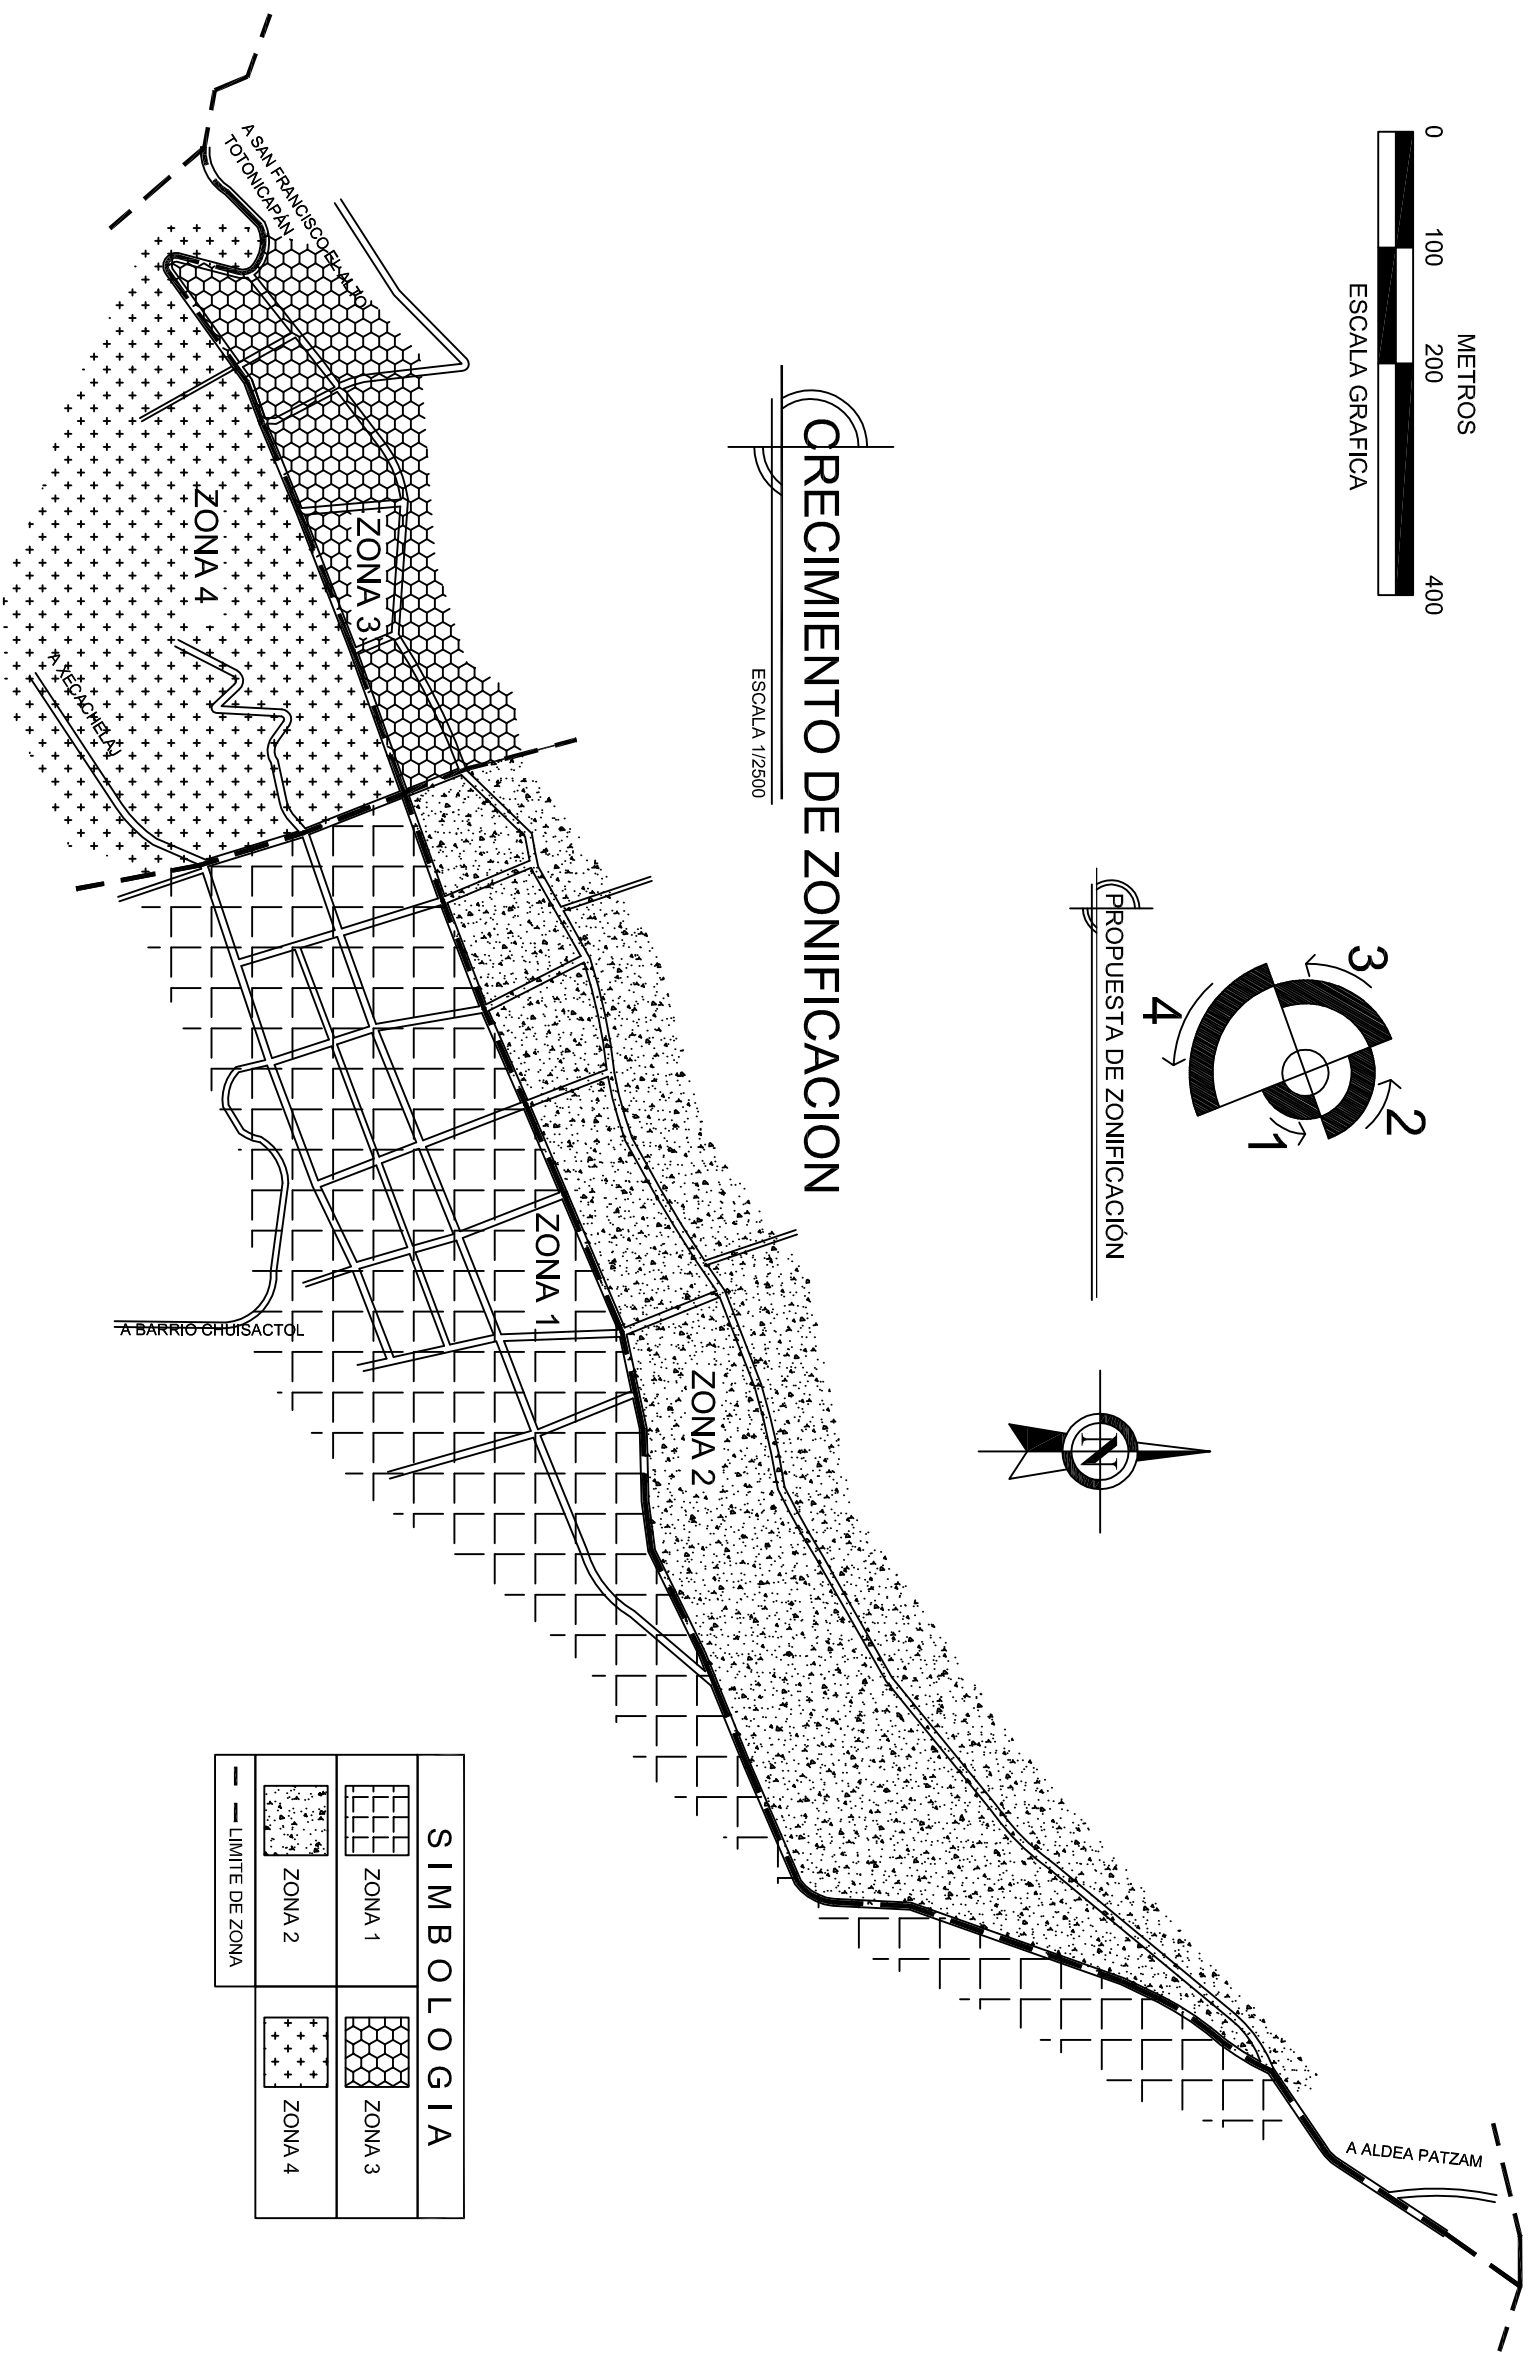 0
100
200
400
METROS
ESCALA GRAFICA
CRECIMIENTO DE ZONIFICACION
ESCALA 1/2500
3
2
4
1
PROPUESTA DE ZONIFICACIÓN
N
A SAN FRANCISCO EL ALTO
TOTONICAPÁN
ZONA 3
ZONA 4
A XECACHELAJ
ZONA 1
ZONA 2
A BARRIO CHUISACTOL
A ALDEA PATZAM
SIMBOLOGIA
ZONA 1
ZONA 3
ZONA 2
ZONA 4
LIMITE DE ZONA